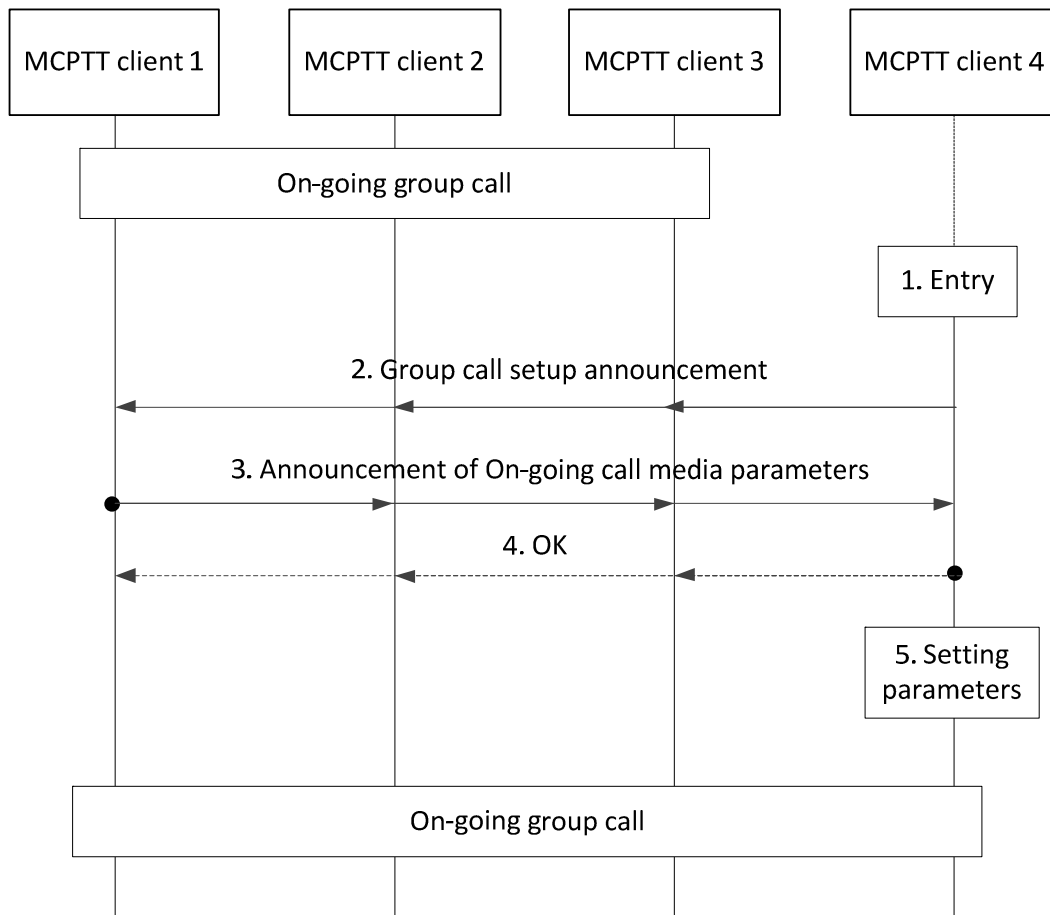 MCPTT client 1
MCPTT client 2
MCPTT client 3
MCPTT client 4
On-going group call
1. Entry
2. Group call setup announcement
3. Announcement of On-going call media parameters
4. OK
5. Setting
parameters
On-going group call